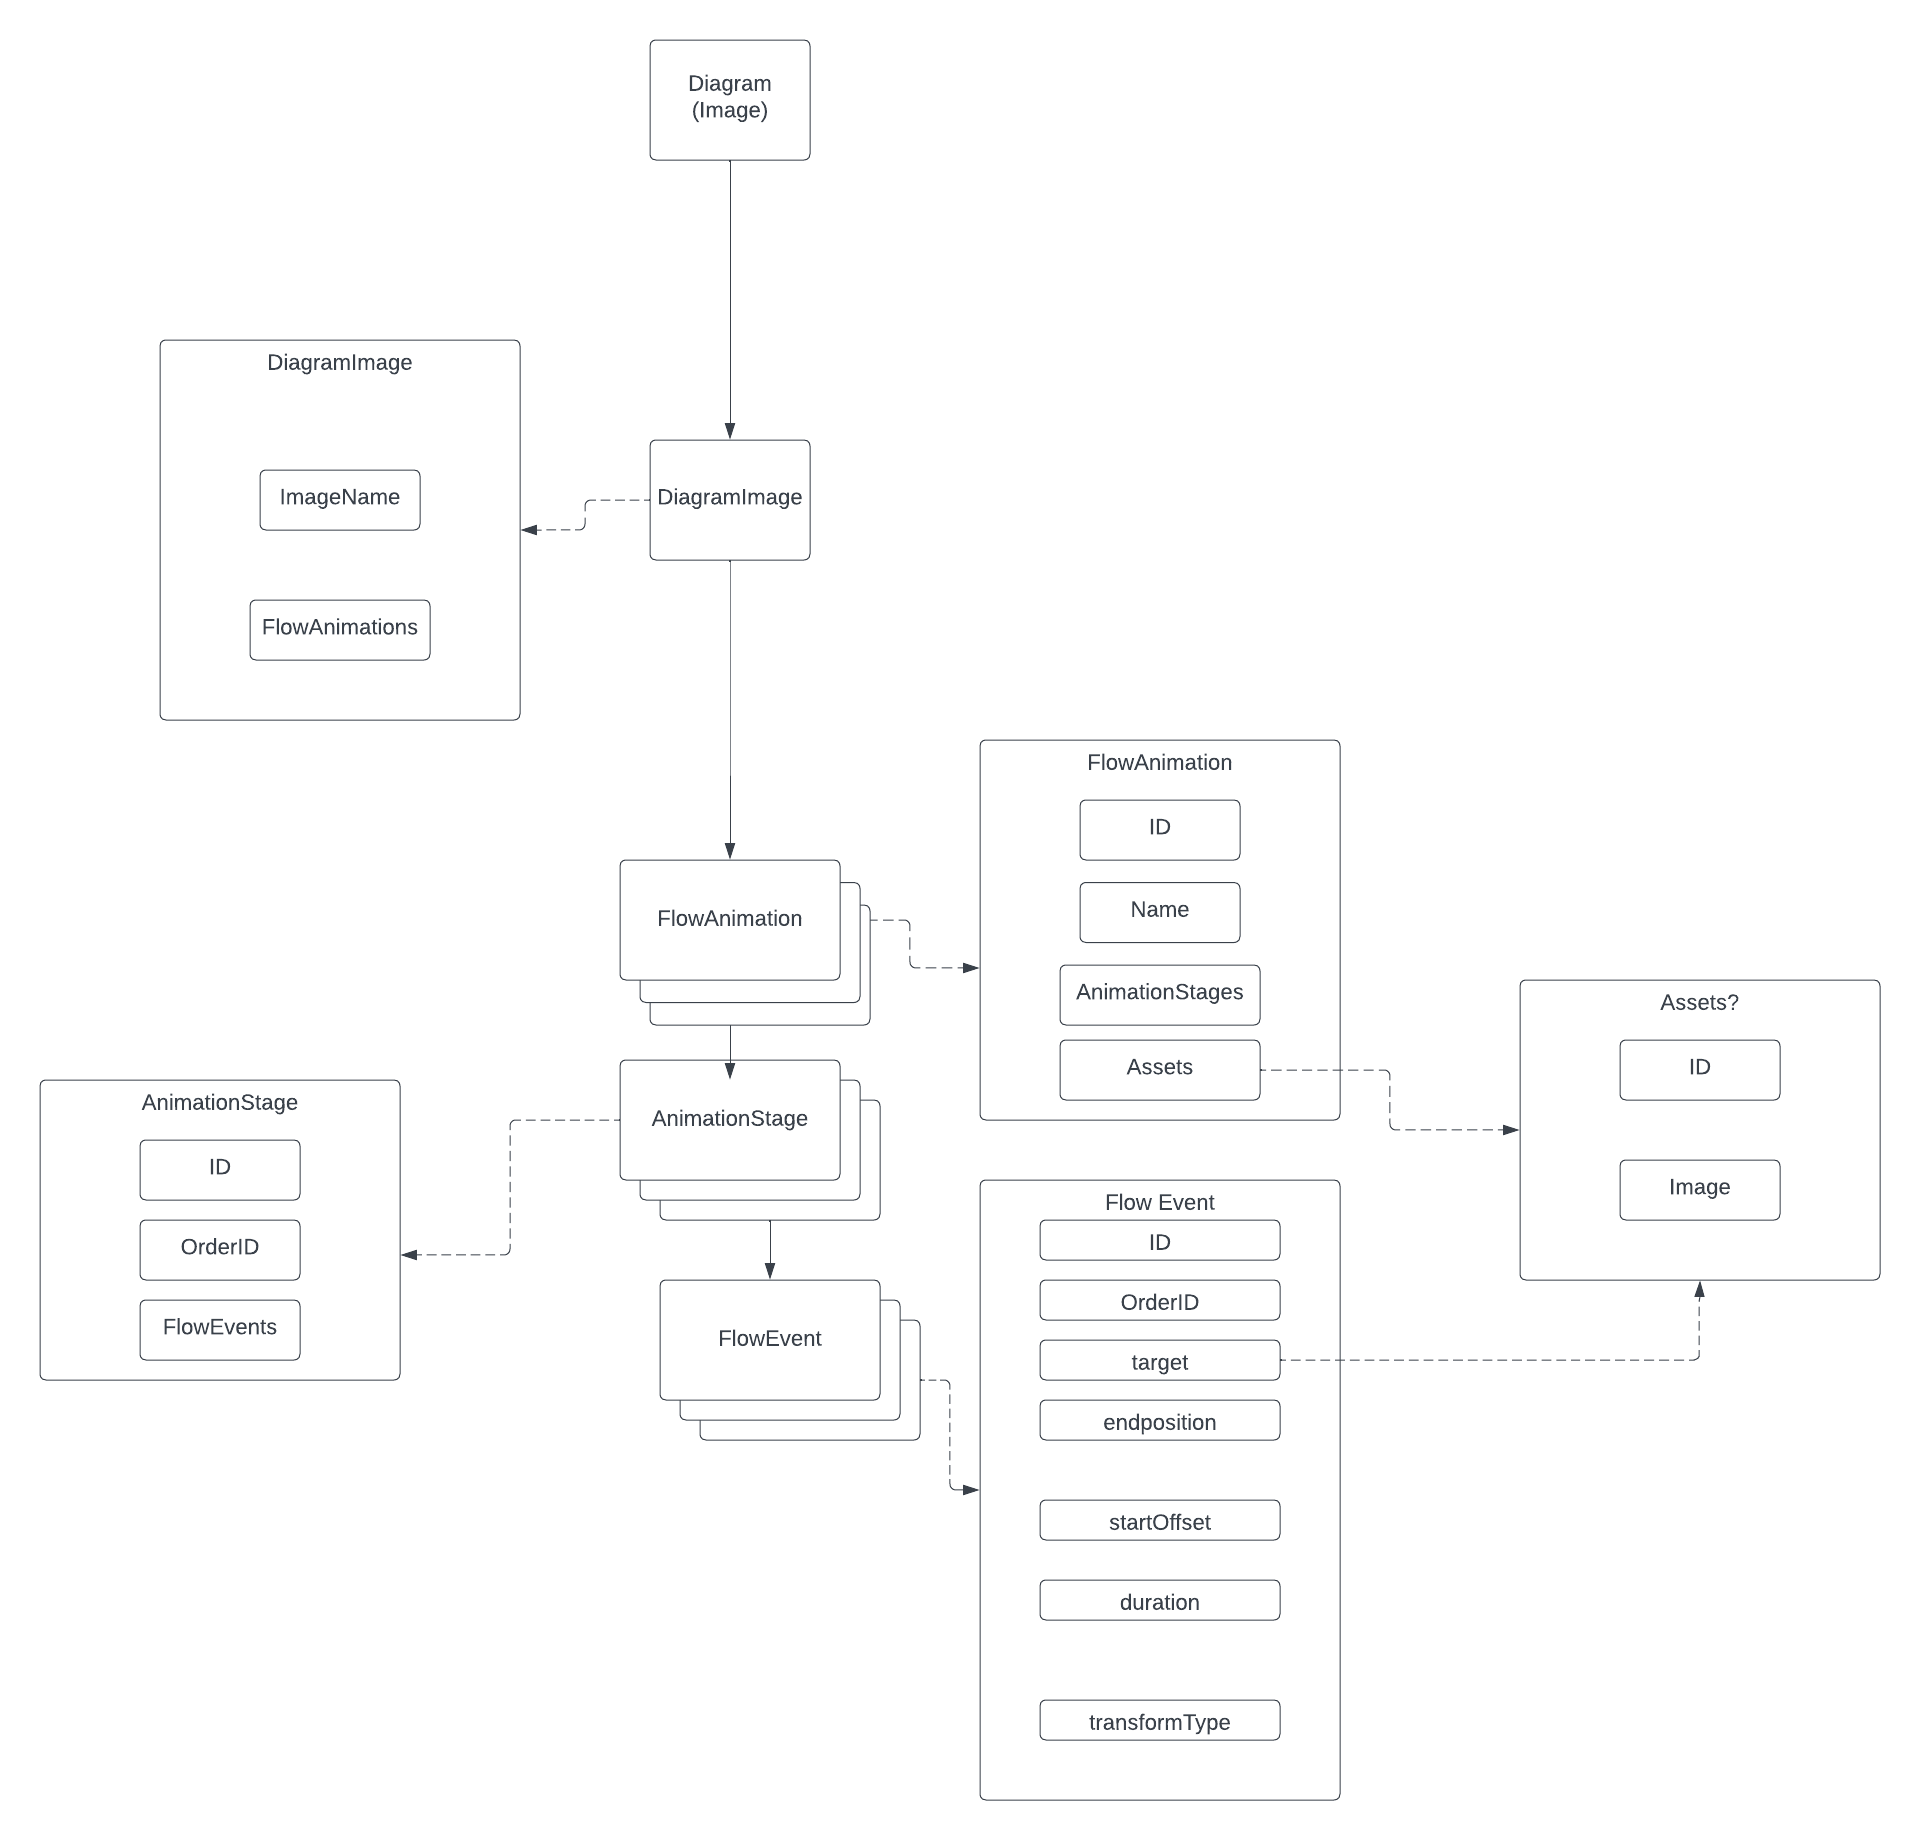 Diagram
(Image)
DiagramImage
ImageName
FlowAnimations
DiagramImage
FlowAnimation
FlowAnimation
ID
Name
AnimationStages
Assets
Assets?
ID
Image
AnimationStage
AnimationStage
ID
OrderID
FlowEvents
FlowEvent
Flow Event
ID
OrderID
target
endposition
startOffset
duration
transformType